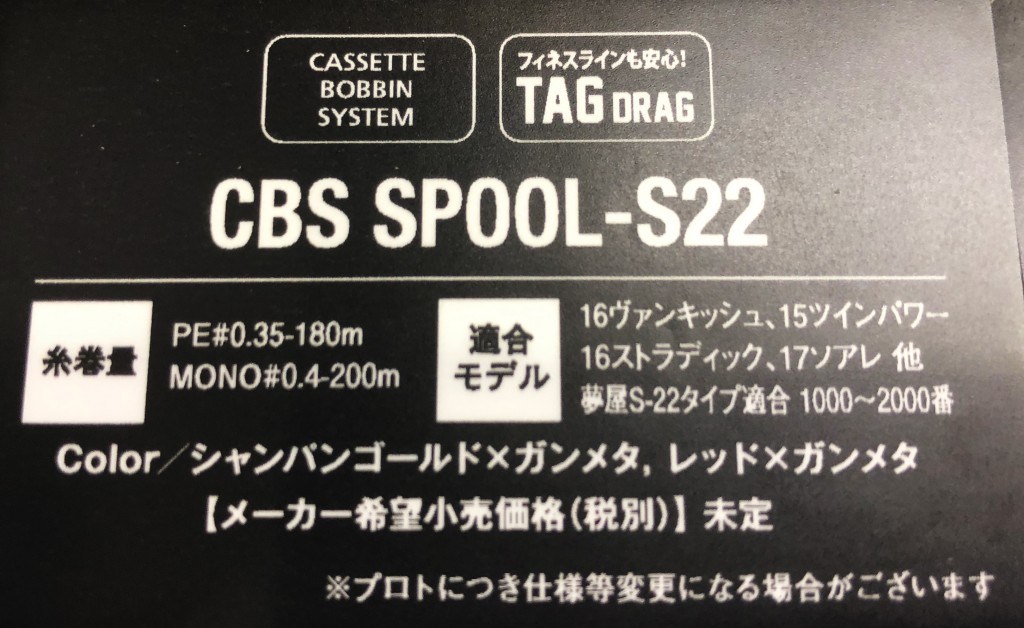 CASSETTE
BOBBIN
SYSTEM
フィネスラインも安心!
TAG DRAG
CBS SPOOL-S22
糸巻量
PE#0.35-180m
MONO#0.4-200m
適合
モデル
16ヴァンキッシュ、15ツインパワー
16ストラディック、17ソアレ 他
夢屋S-22タイプ適合 1000〜2000番
Color／シャンパンゴールド×ガンメタ, レッド×ガンメタ
【メーカー希望小売価格(税別)】未定
※プロトにつき仕様等変更になる場合がございます